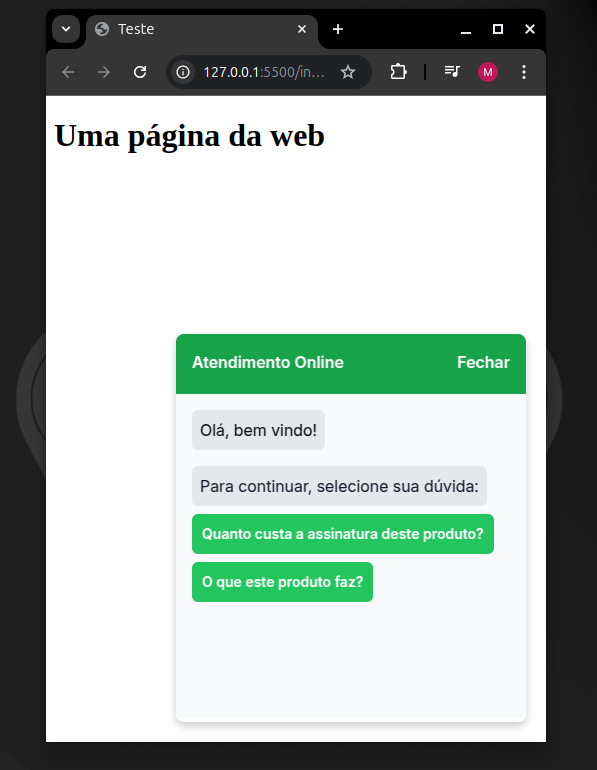 Teste
127.0.0.1:5500/in...
M
Uma página da web
Atendimento Online
Fechar
Olá, bem vindo!
Para continuar, selecione sua dúvida:
Quanto custa a assinatura deste produto?
O que este produto faz?